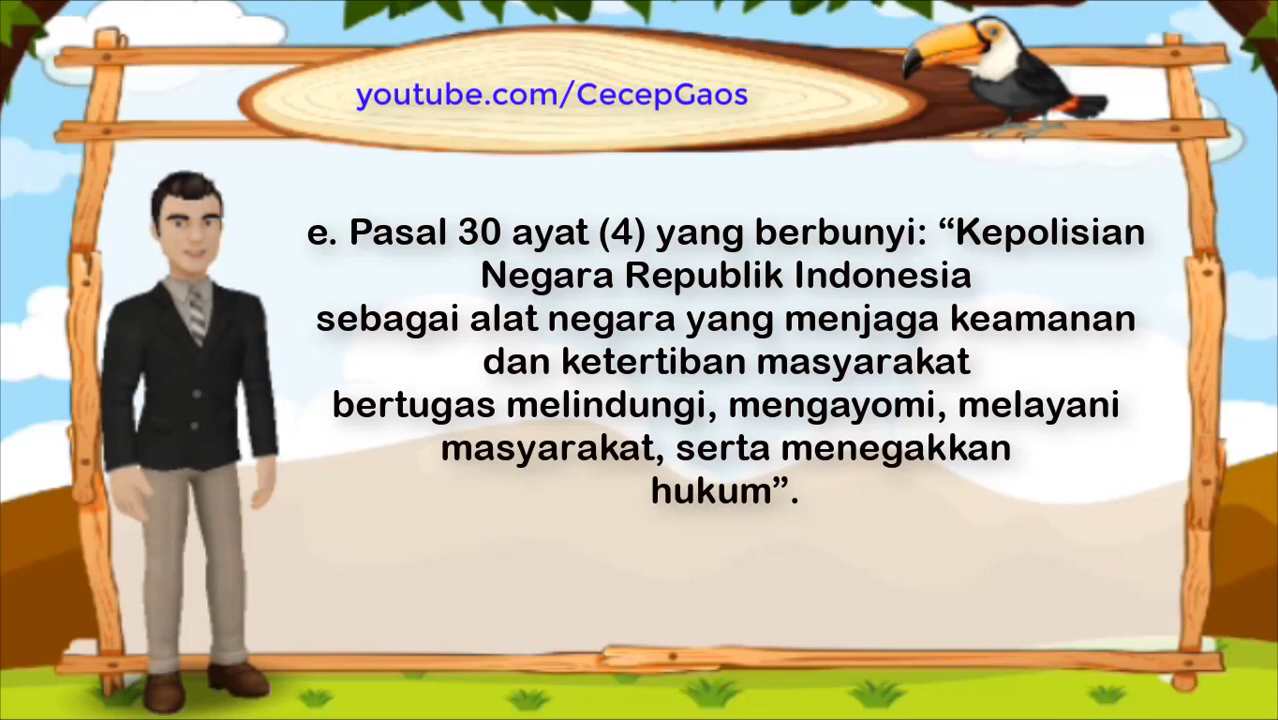 youtube.com/CecepGaos
e. Pasal 30 ayat (4) yang berbunyi: “Kepolisian
Negara Republik Indonesia
sebagai alat negara yang menjaga keamanan
dan ketertiban masyarakat
bertugas melindungi, mengayomi, melayani
masyarakat, serta menegakkan
hukum”.